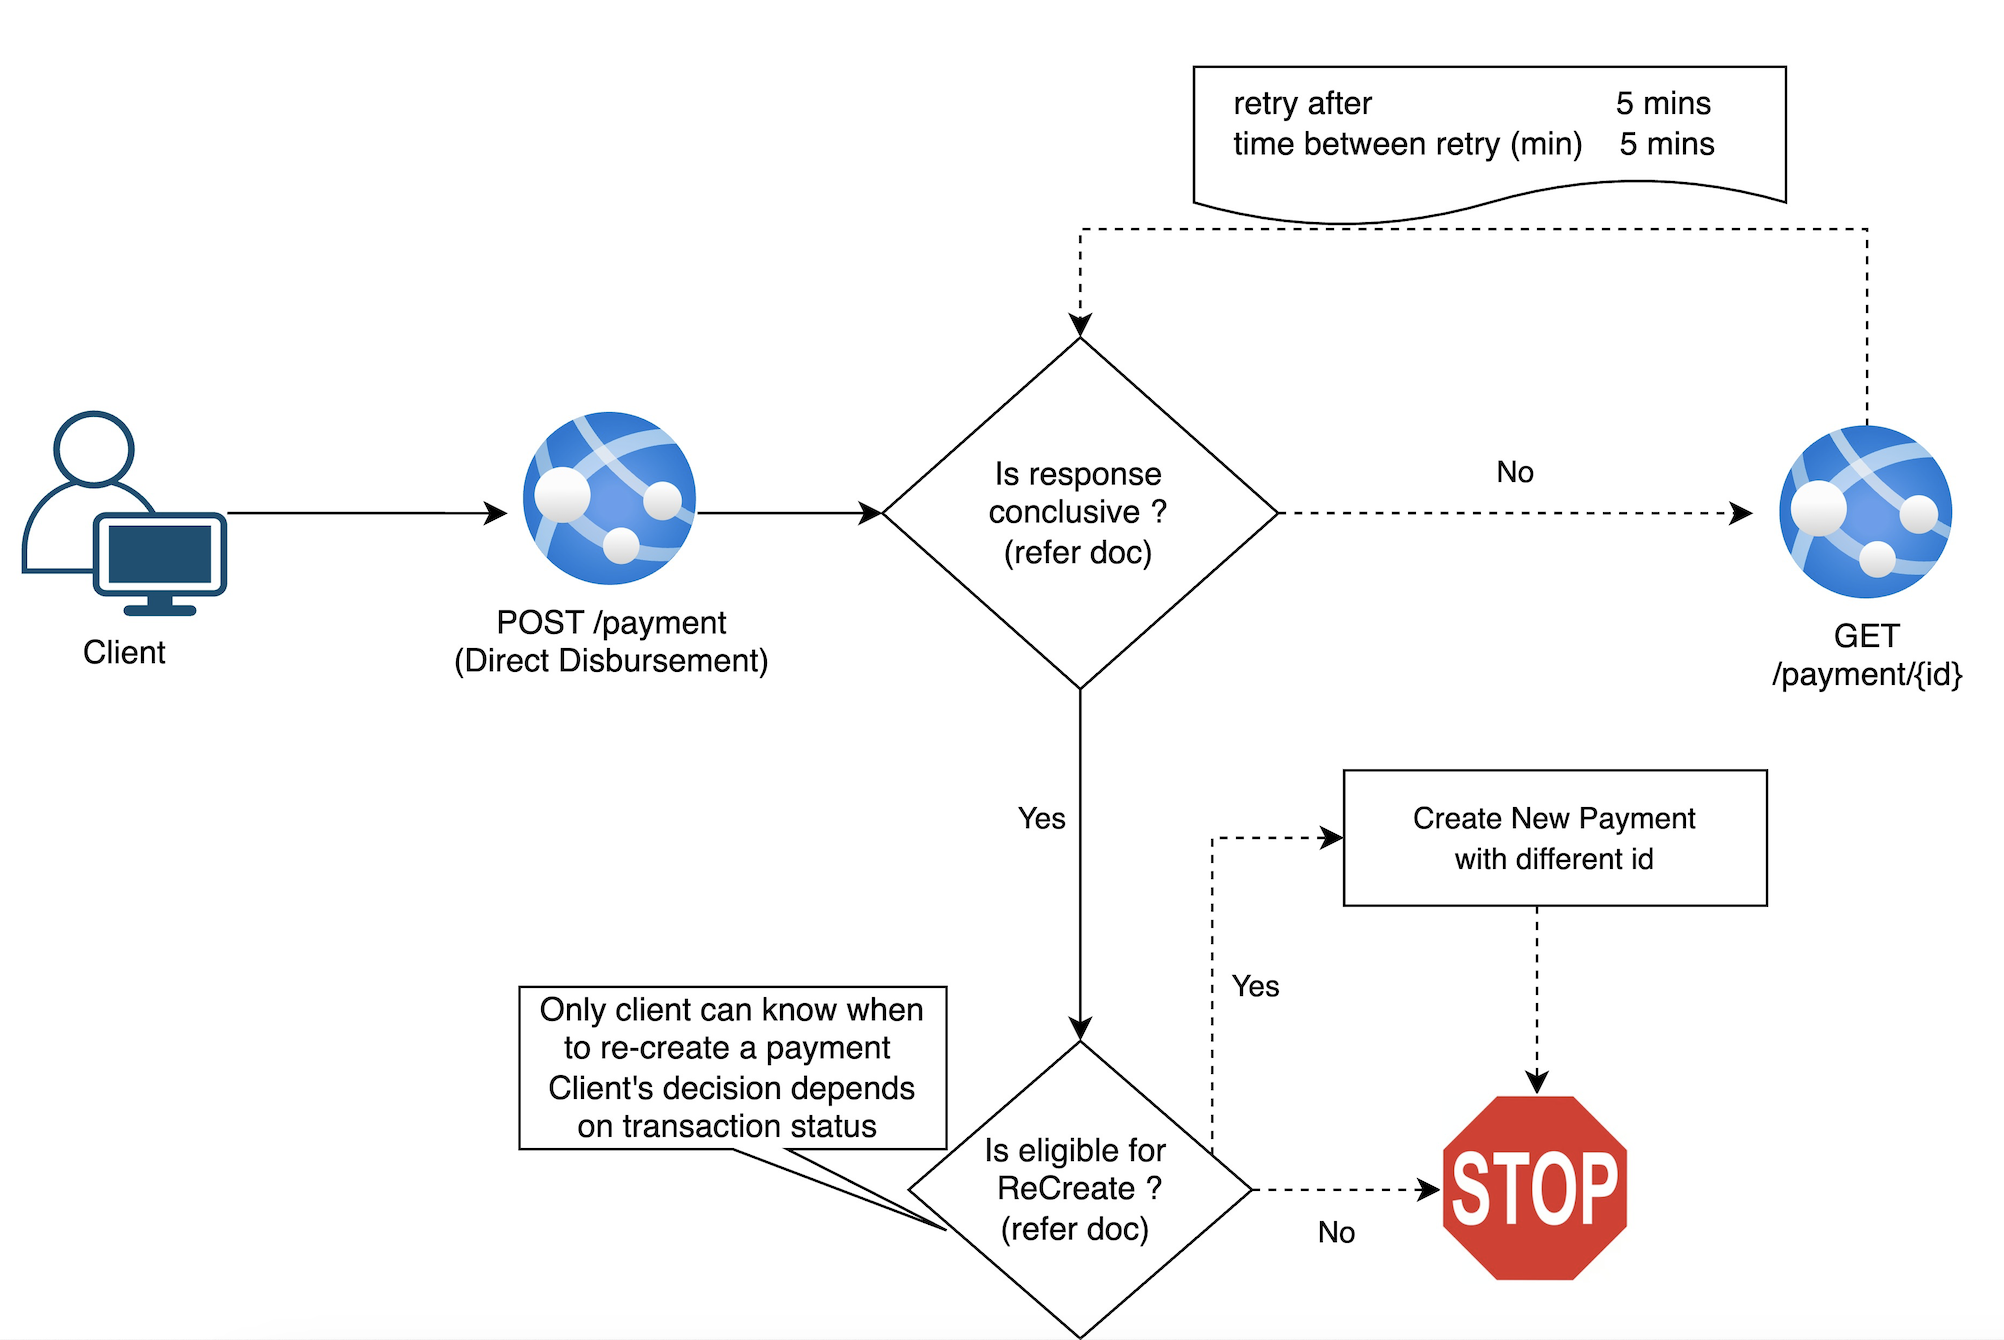 retry after 5 mins
time between retry (min) 5 mins
Is response
conclusive ?
(refer doc)
No
POST /payment
(Direct Disbursement)
Client
GET
/payment/{id}
Yes
Create New Payment
with different id
Yes
Only client can know when
to re-create a payment
Client's decision depends
on transaction status
Is eligible for
ReCreate ?
(refer doc)
No
STOP